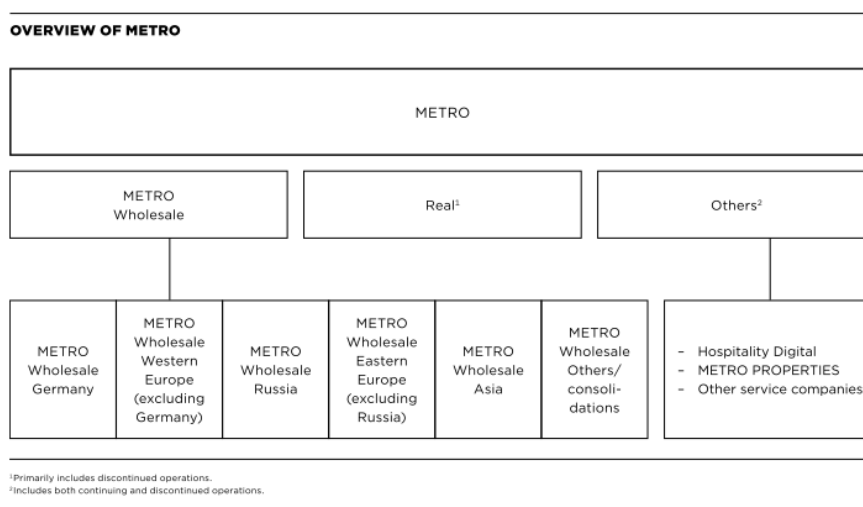 OVERVIEW OF METRO
METRO
METRO
Wholesale
Real¹
Others²
METRO
Wholesale
Germany
METRO
Wholesale
Western
Europe
(excluding
Germany)
METRO
Wholesale
Russia
METRO
Wholesale
Eastern
Europe
(excluding
Russia)
METRO
Wholesale
Asia
METRO
Wholesale
Others/
consoli-
dations
– Hospitality Digital
– METRO PROPERTIES
– Other service companies
¹Primarily includes discontinued operations.
²Includes both continuing and discontinued operations.